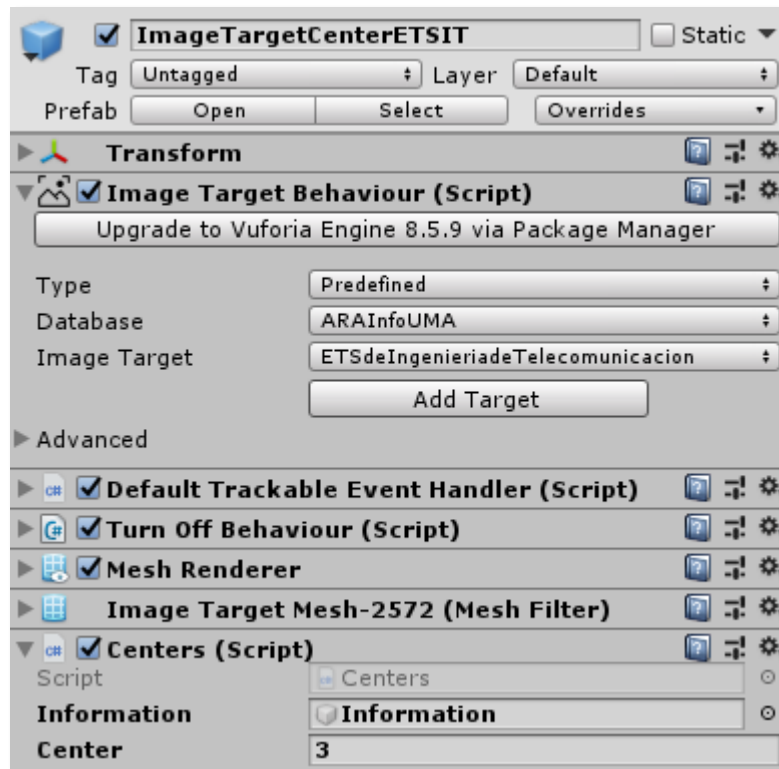 ImageTargetCenterETSIT Static
Tag Untagged Layer Default
Prefab Open Select Overrides
Transform
Image Target Behaviour (Script)
Upgrade to Vuforia Engine 8.5.9 via Package Manager
Type Predefined
Database ARAInfoUMA
Image Target ETSdeIngenieriadeTelecomunicacion
Add Target
Advanced
c# Default Trackable Event Handler (Script)
C# Turn Off Behaviour (Script)
Mesh Renderer
Image Target Mesh-2572 (Mesh Filter)
c# Centers (Script)
Script Centers
Information Information
Center 3